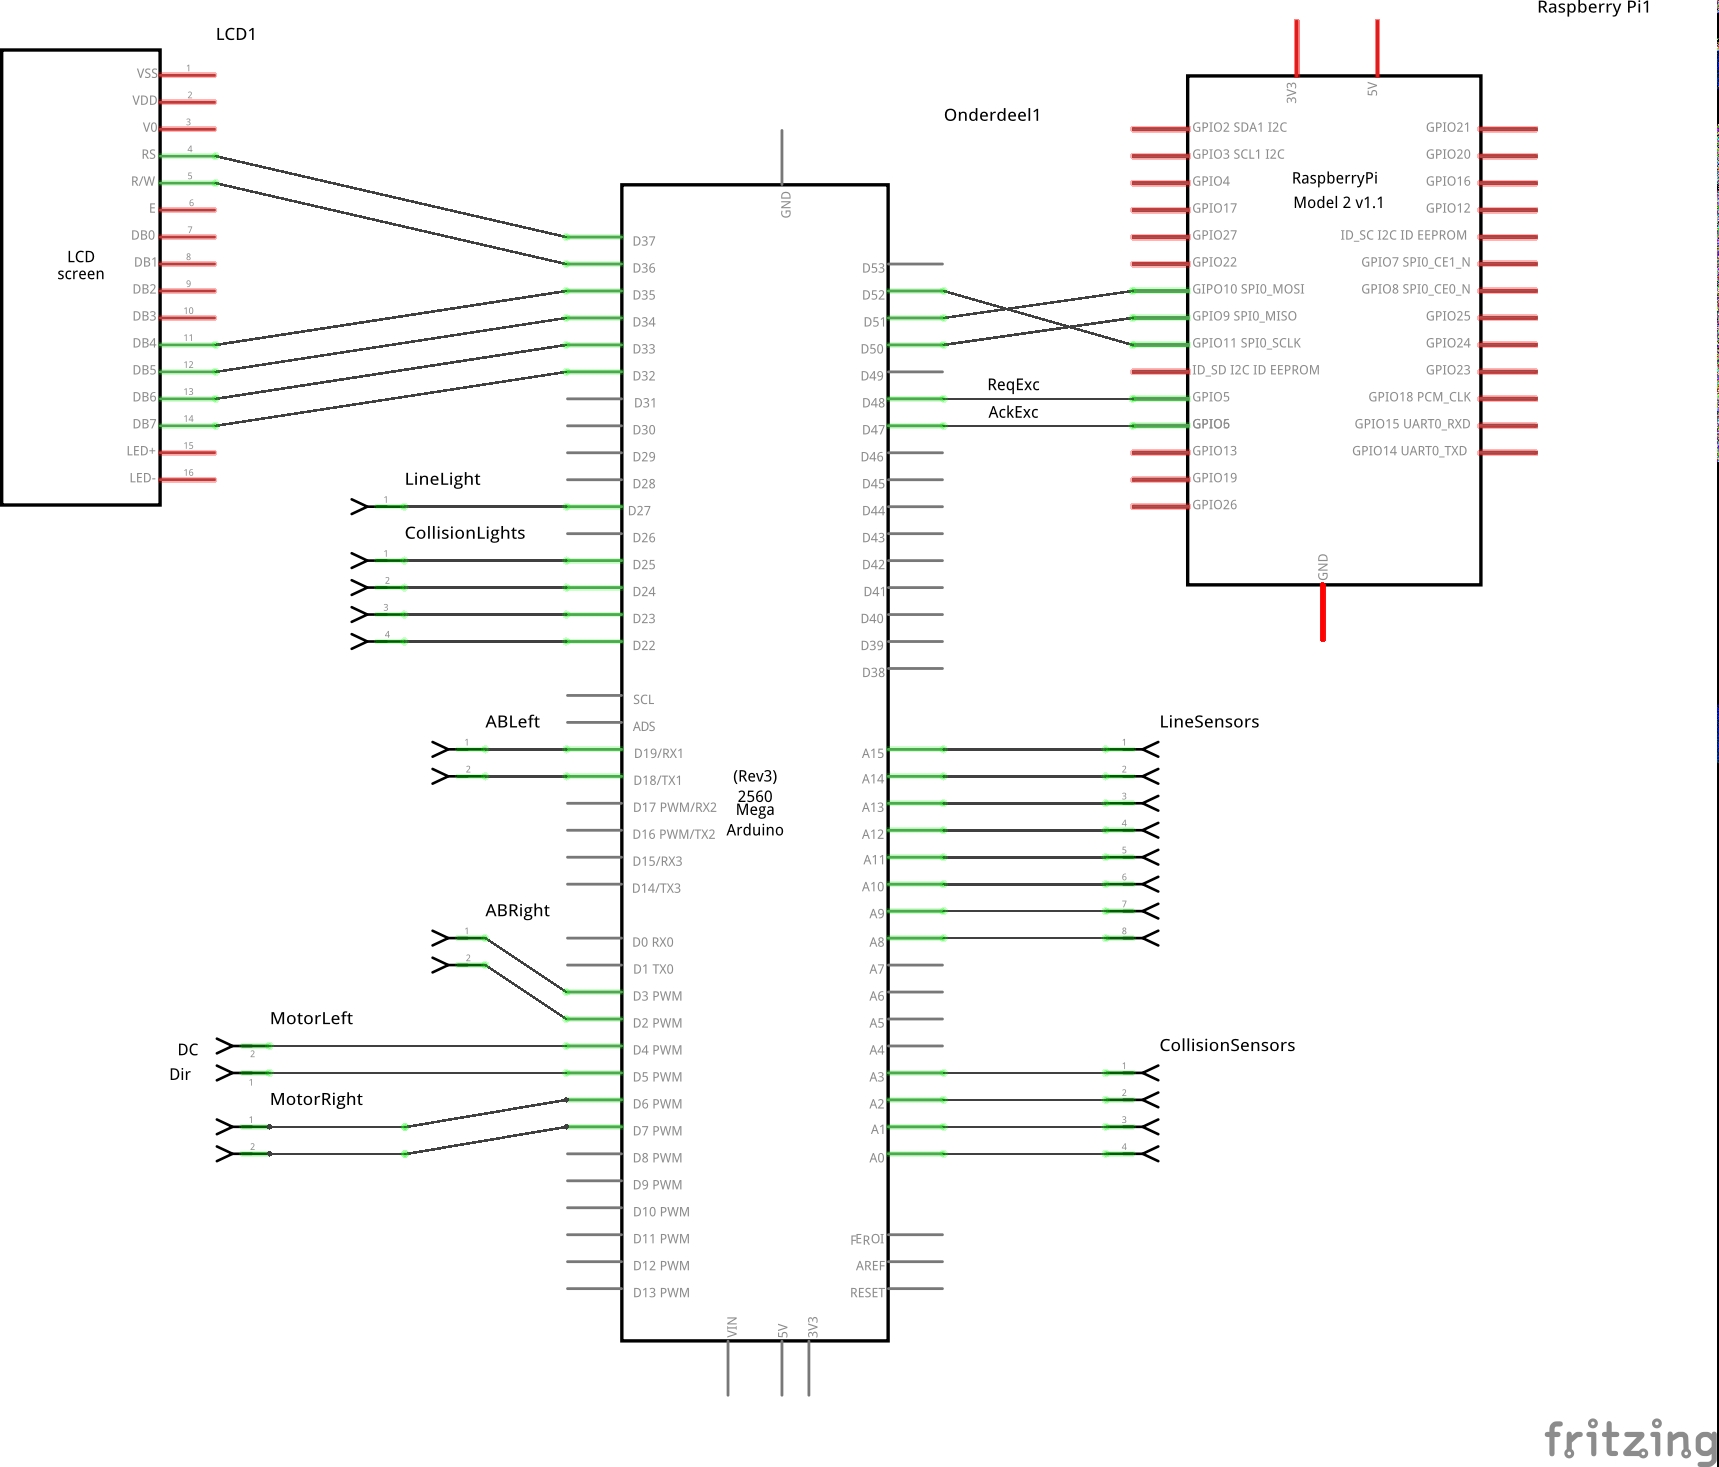 Raspberry Pi1
LCD1
VSS 1
VDD 2
V0 3
RS 4
R/W 5
E 6
DB0 7
DB1 8
DB2 9
DB3 10
DB4 11
DB5 12
DB6 13
DB7 14
LED+ 15
LED- 16
LCD
screen
Onderdeel1
GND
D37
D36
D35
D34
D33
D32
D31
D30
D29
D28
D27
D26
D25
D24
D23
D22
SCL
ADS
D19/RX1
D18/TX1
D17 PWM/RX2
D16 PWM/TX2
D15/RX3
D14/TX3
D0 RX0
D1 TX0
D3 PWM
D2 PWM
D4 PWM
D5 PWM
D6 PWM
D7 PWM
D8 PWM
D9 PWM
D10 PWM
D11 PWM
D12 PWM
D13 PWM
(Rev3)
2560
Mega
Arduino
D53
D52
D51
D50
D49
D48
D47
D46
D45
D44
D43
D42
D41
D40
D39
D38
A15
A14
A13
A12
A11
A10
A9
A8
A7
A6
A5
A4
A3
A2
A1
A0
AREF
RESET
VIN
5V
3V3
LineLight
1
CollisionLights
1
2
3
4
ABLeft
1
2
ABRight
1
2
MotorLeft
DC
2
Dir
1
MotorRight
1
2
ReqExc
AckExc
3V3
5V
GPIO2 SDA1 I2C
GPIO3 SCL1 I2C
GPIO4
GPIO17
GPIO27
GPIO22
GIPO10 SPI0_MOSI
GPIO9 SPI0_MISO
GPIO11 SPI0_SCLK
ID_SD I2C ID EEPROM
GPIO5
GPIO6
GPIO13
GPIO19
GPIO26
RaspberryPi
Model 2 v1.1
GPIO21
GPIO20
GPIO16
GPIO12
ID_SC I2C ID EEPROM
GPIO7 SPI0_CE1_N
GPIO8 SPI0_CE0_N
GPIO25
GPIO24
GPIO23
GPIO18 PCM_CLK
GPIO15 UART0_RXD
GPIO14 UART0_TXD
GND
LineSensors
1
2
3
4
5
6
7
8
CollisionSensors
1
2
3
4
fritzing